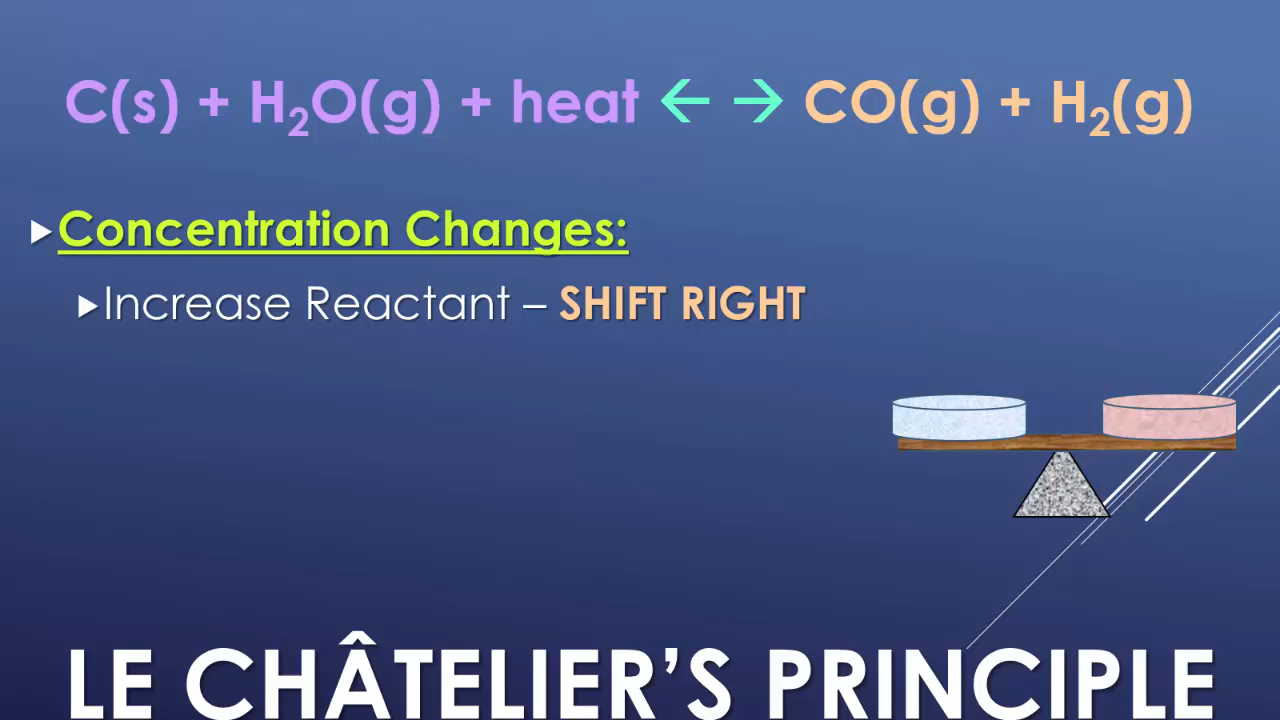 C(s) + H₂O(g) + heat ← → CO(g) + H₂(g)
Concentration Changes:
Increase Reactant – SHIFT RIGHT
LE CHÂTELIER’S PRINCIPLE